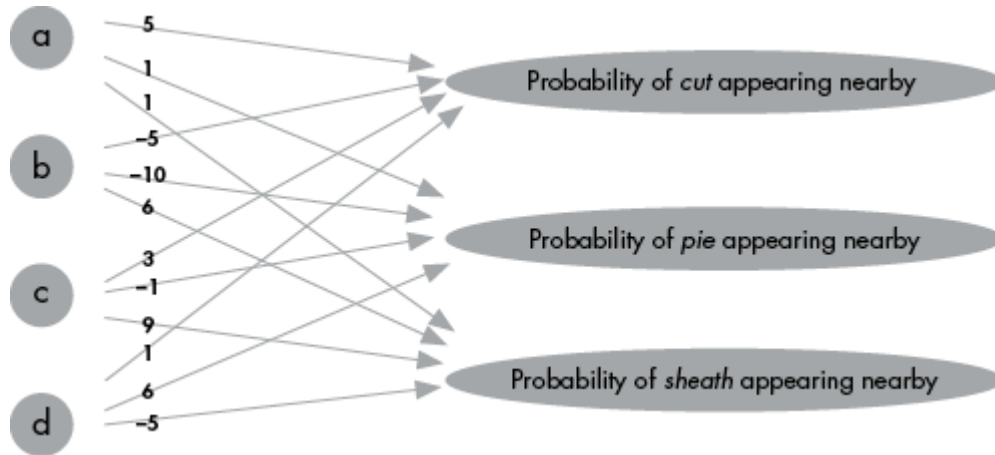 a
b
c
d
5
1
1
–5
–10
6
3
–1
9
1
6
–5
Probability of cut appearing nearby
Probability of pie appearing nearby
Probability of sheath appearing nearby